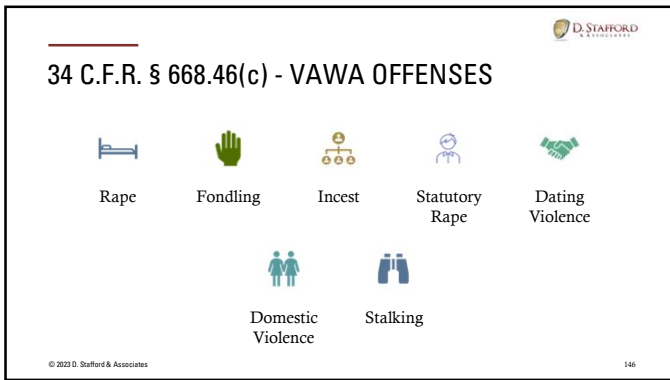 D. STAFFORD
& ASSOCIATES
34 C.F.R. § 668.46(c) - VAWA OFFENSES
Rape
Fondling
Incest
Statutory
Rape
Dating
Violence
Domestic
Violence
Stalking
© 2023 D. Stafford & Associates
146